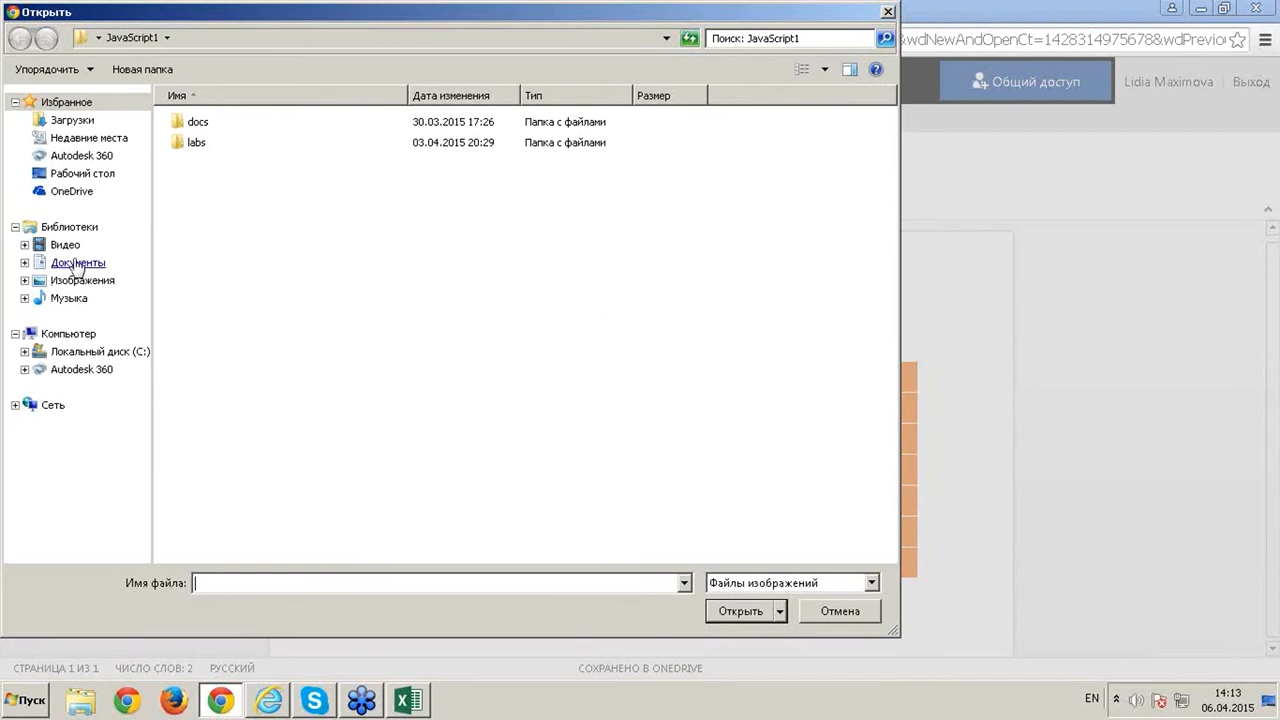 Открыть
JavaScript1
Поиск: JavaScript1
&wdNewAndOpenCt=1428314975678&wdPreviou
Упорядочить
Новая папка
Общий доступ
Lidia Maximova
Выход
Избранное
Загрузки
Недавние места
Autodesk 360
Рабочий стол
OneDrive
Библиотеки
Видео
Документы
Изображения
Музыка
Компьютер
Локальный диск (C:)
Autodesk 360
Сеть
Имя
Дата изменения
Тип
Размер
docs
30.03.2015 17:26
Папка с файлами
labs
03.04.2015 20:29
Папка с файлами
Имя файла:
Файлы изображений
Открыть
Отмена
СТРАНИЦА 1 ИЗ 1
ЧИСЛО СЛОВ: 2
РУССКИЙ
СОХРАНЕНО В ONEDRIVE
Пуск
EN
14:13
06.04.2015